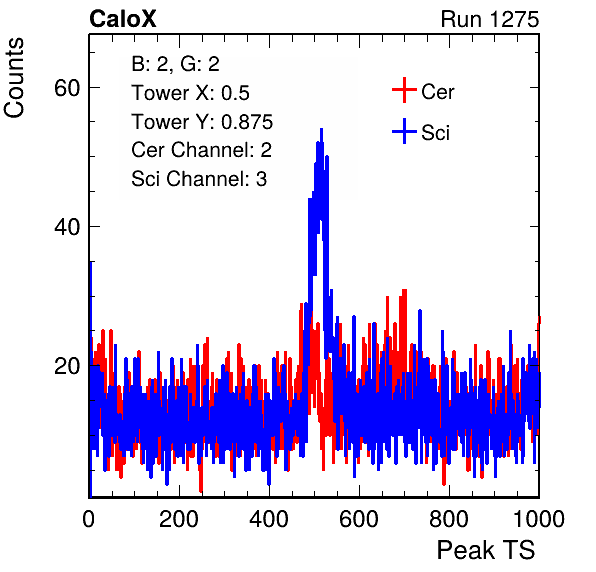 CaloX Run 1275
Counts
B: 2, G: 2
Tower X: 0.5
Tower Y: 0.875
Cer Channel: 2
Sci Channel: 3
Cer
Sci
60
40
20
0 200 400 600 800 1000
Peak TS